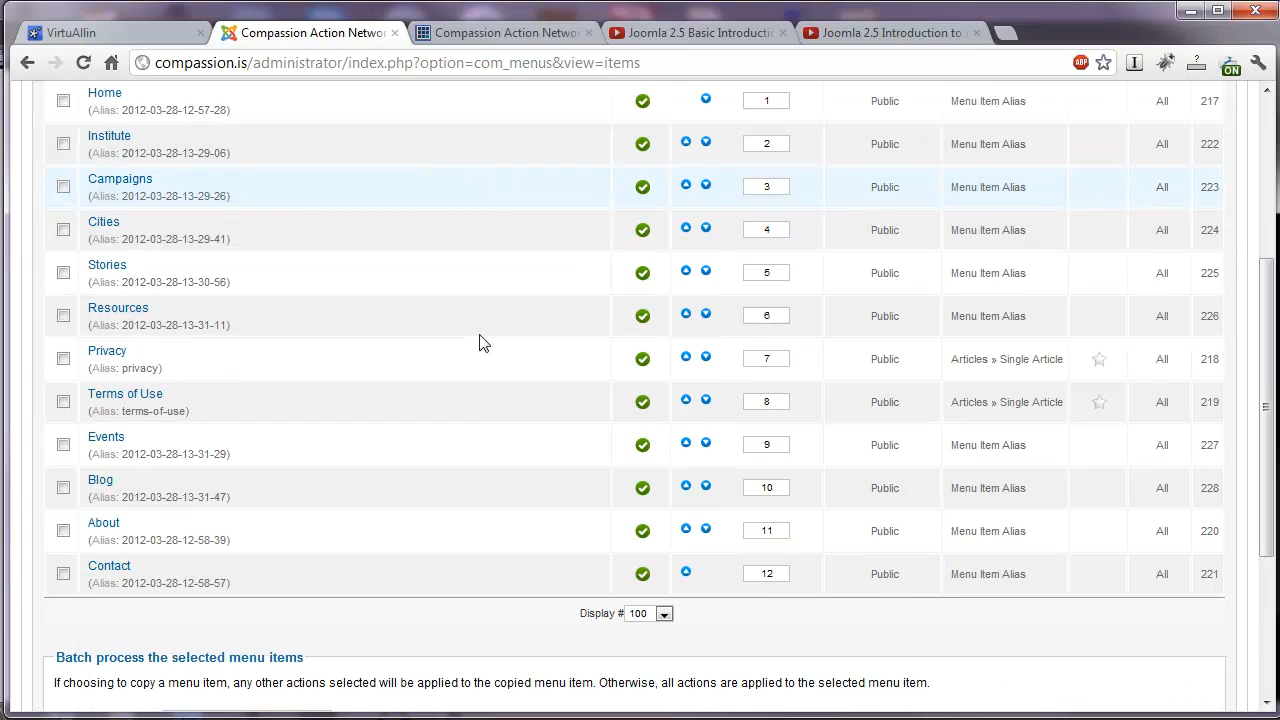 VirtuAllin
Compassion Action Networ
Compassion Action Networ
Joomla 2.5 Basic Introducti
Joomla 2.5 Introduction to
compassion.is/administrator/index.php?option=com_menus&view=items
ABP
ON
Home
(Alias: 2012-03-28-12-57-28)
1
Public
Menu Item Alias
All
217
Institute
(Alias: 2012-03-28-13-29-06)
2
Public
Menu Item Alias
All
222
Campaigns
(Alias: 2012-03-28-13-29-26)
3
Public
Menu Item Alias
All
223
Cities
(Alias: 2012-03-28-13-29-41)
4
Public
Menu Item Alias
All
224
Stories
(Alias: 2012-03-28-13-30-56)
5
Public
Menu Item Alias
All
225
Resources
(Alias: 2012-03-28-13-31-11)
6
Public
Menu Item Alias
All
226
Privacy
(Alias: privacy)
7
Public
Articles » Single Article
All
218
Terms of Use
(Alias: terms-of-use)
8
Public
Articles » Single Article
All
219
Events
(Alias: 2012-03-28-13-31-29)
9
Public
Menu Item Alias
All
227
Blog
(Alias: 2012-03-28-13-31-47)
10
Public
Menu Item Alias
All
228
About
(Alias: 2012-03-28-12-58-39)
11
Public
Menu Item Alias
All
220
Contact
(Alias: 2012-03-28-12-58-57)
12
Public
Menu Item Alias
All
221
Display # 100
Batch process the selected menu items
If choosing to copy a menu item, any other actions selected will be applied to the copied menu item. Otherwise, all actions are applied to the selected menu item.